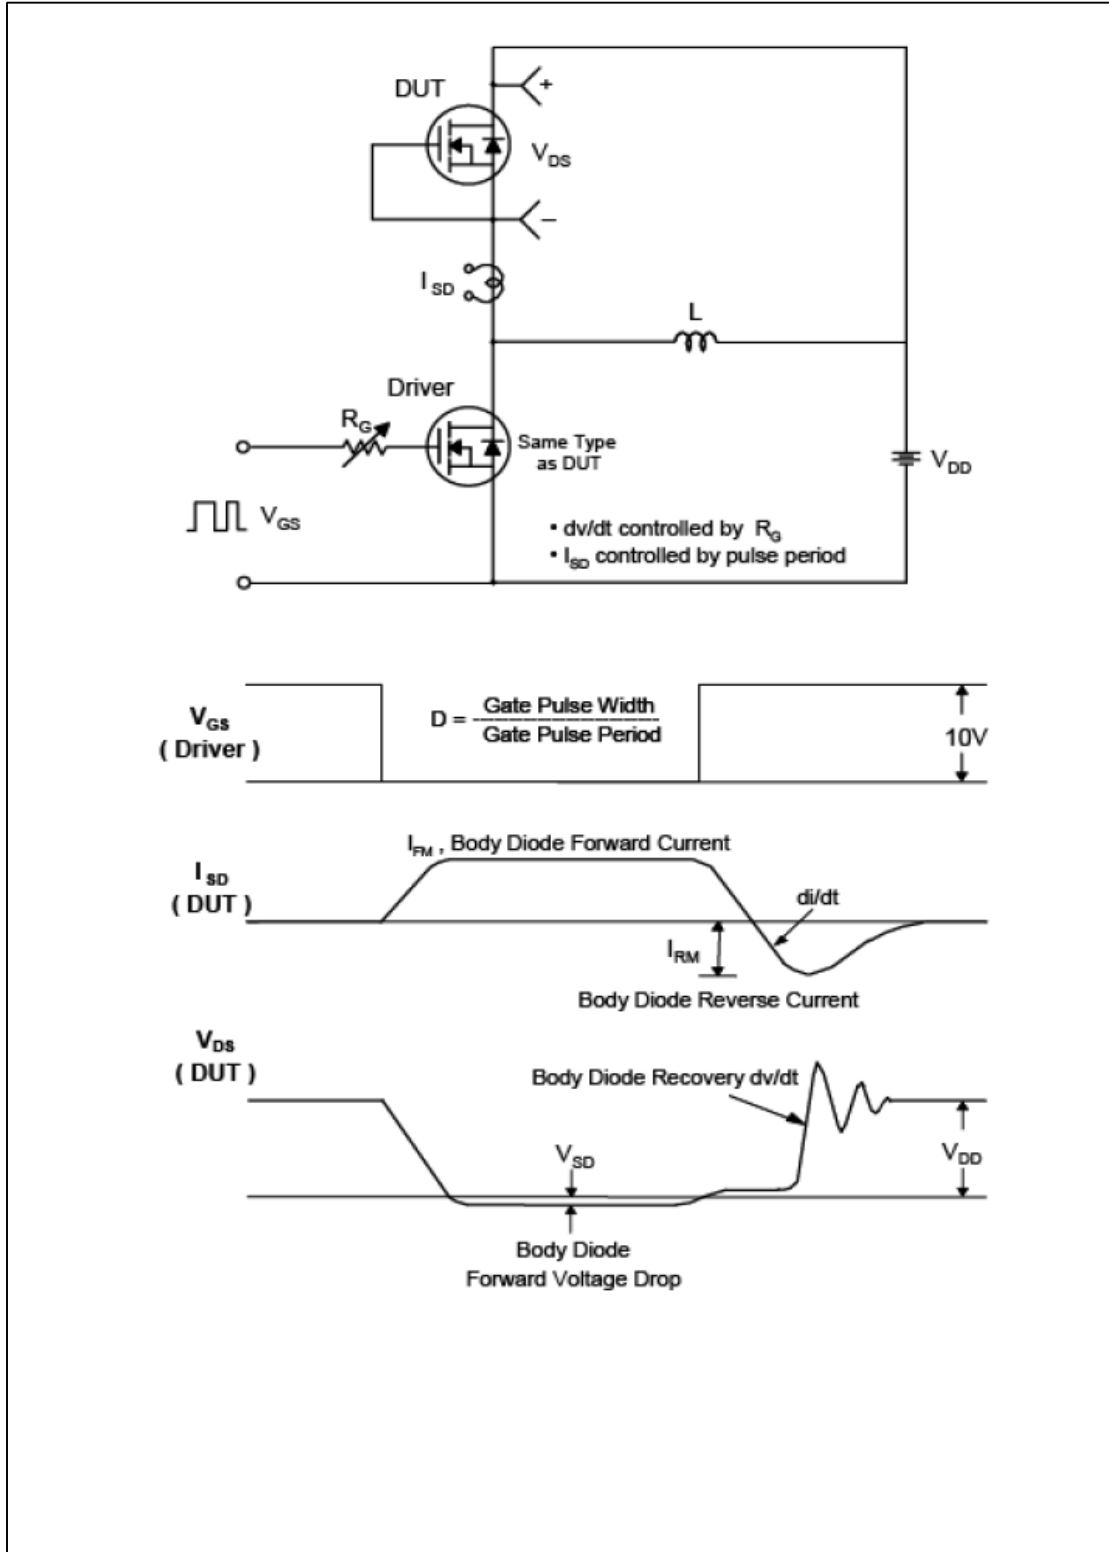 DUT
+
V_DS
–
I_SD
L
Driver
R_G
Same Type
as DUT
V_DD
V_GS
• dv/dt controlled by R_G
• I_SD controlled by pulse period
V_GS
( Driver )
D = Gate Pulse Width
Gate Pulse Period
10V
I_FM , Body Diode Forward Current
I_SD
( DUT )
di/dt
I_RM
Body Diode Reverse Current
V_DS
( DUT )
Body Diode Recovery dv/dt
V_SD
V_DD
Body Diode
Forward Voltage Drop